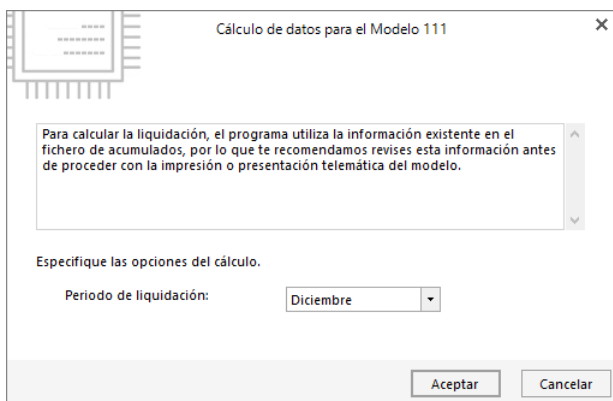 Cálculo de datos para el Modelo 111
Para calcular la liquidación, el programa utiliza la información existente en el
fichero de acumulados, por lo que te recomendamos revises esta información antes
de proceder con la impresión o presentación telemática del modelo.
Especifique las opciones del cálculo.
Periodo de liquidación: Diciembre
Aceptar Cancelar